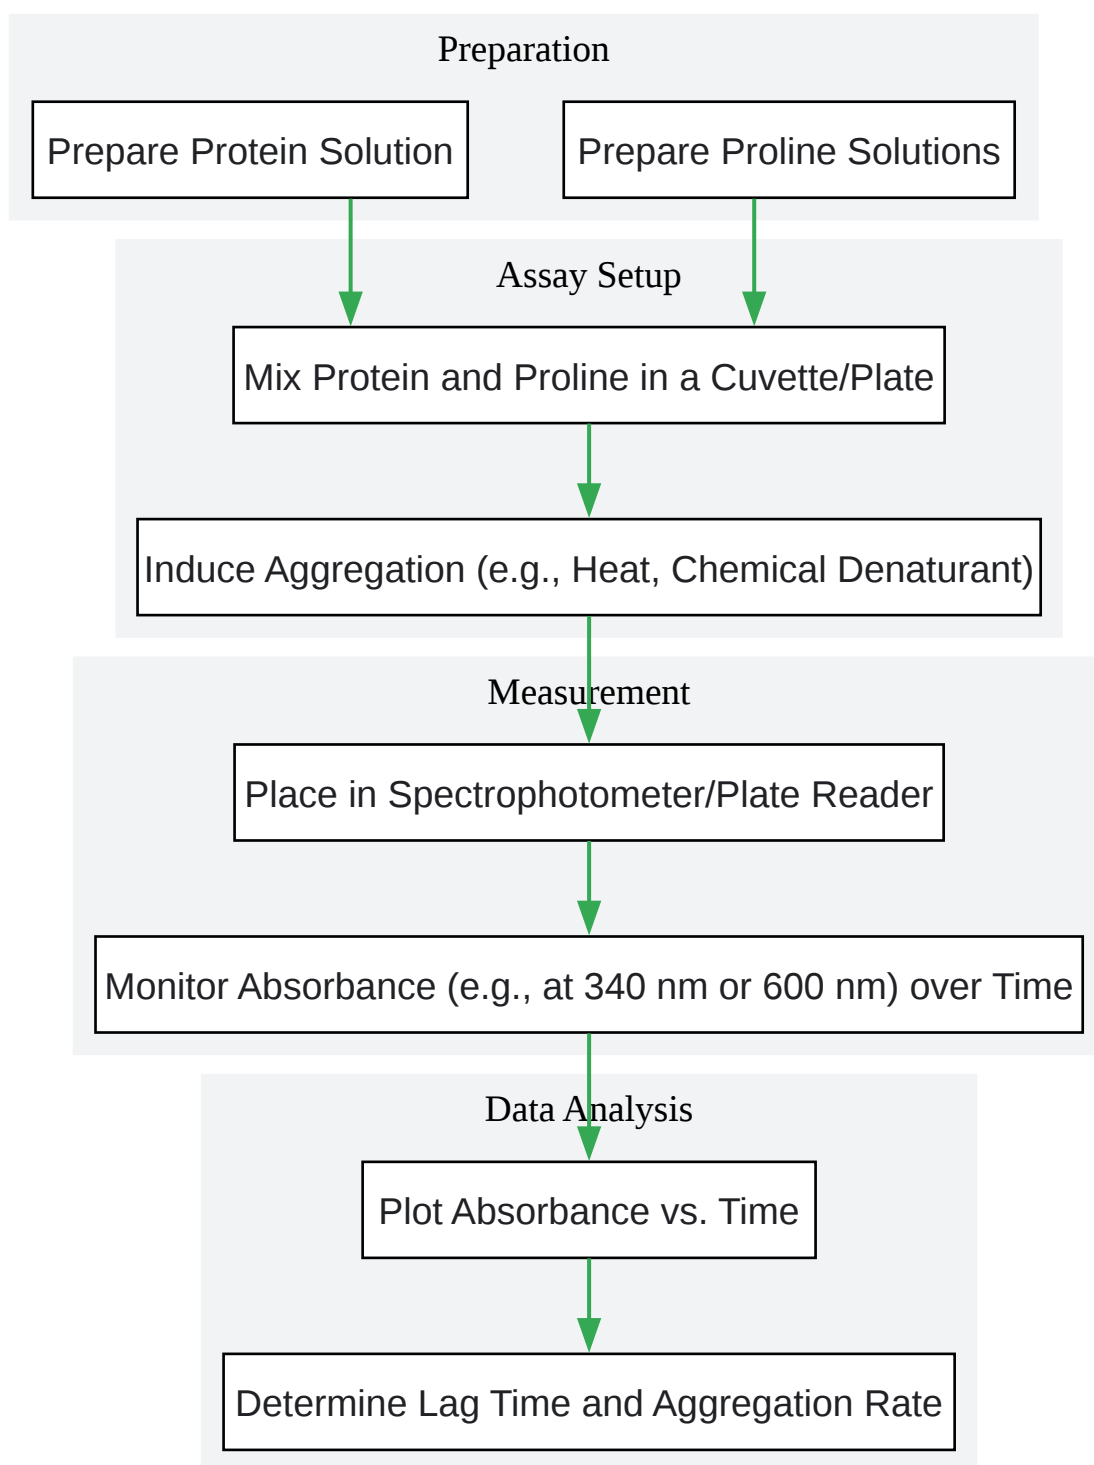 Preparation
Prepare Protein Solution
Prepare Proline Solutions
Assay Setup
Mix Protein and Proline in a Cuvette/Plate
Induce Aggregation (e.g., Heat, Chemical Denaturant)
Measurement
Place in Spectrophotometer/Plate Reader
Monitor Absorbance (e.g., at 340 nm or 600 nm) over Time
Data Analysis
Plot Absorbance vs. Time
Determine Lag Time and Aggregation Rate